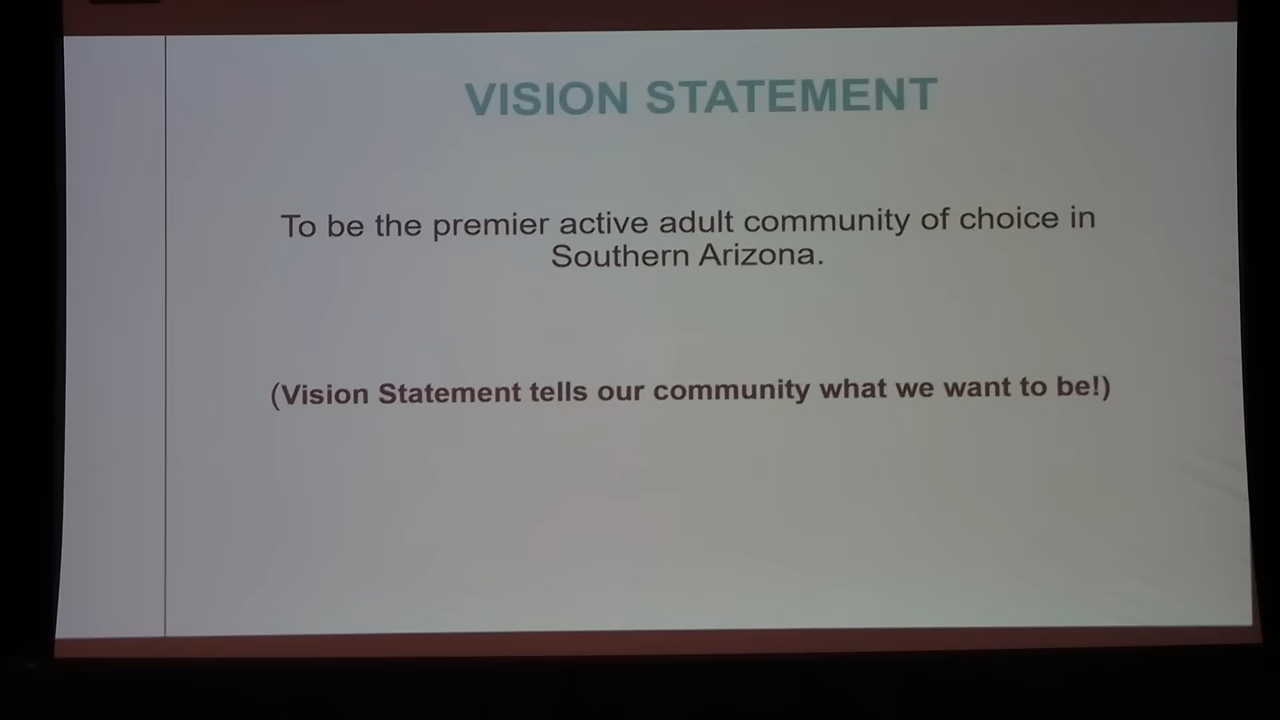 VISION STATEMENT
To be the premier active adult community of choice in
Southern Arizona.
(Vision Statement tells our community what we want to be!)